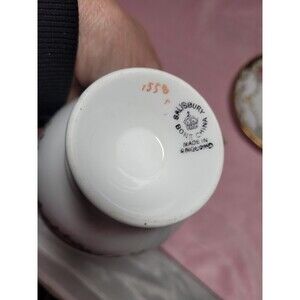 1558
SALISBURY
BONE CHINA
MADE IN
ENGLAND